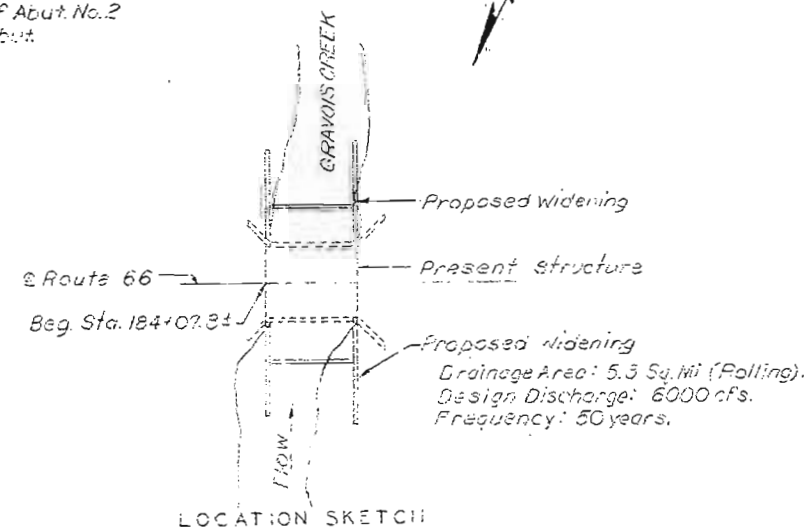 Abut. No. 2
GRAVOIS CREEK
Proposed Widening
℄ Route 66
Present Structure
Beg. Sta. 184+07.8±
Proposed Widening
Drainage Area: 5.3 Sq. Mi. (Rolling).
Design Discharge: 6000 cfs.
Frequency: 50 years.
FLOW
LOCATION SKETCH